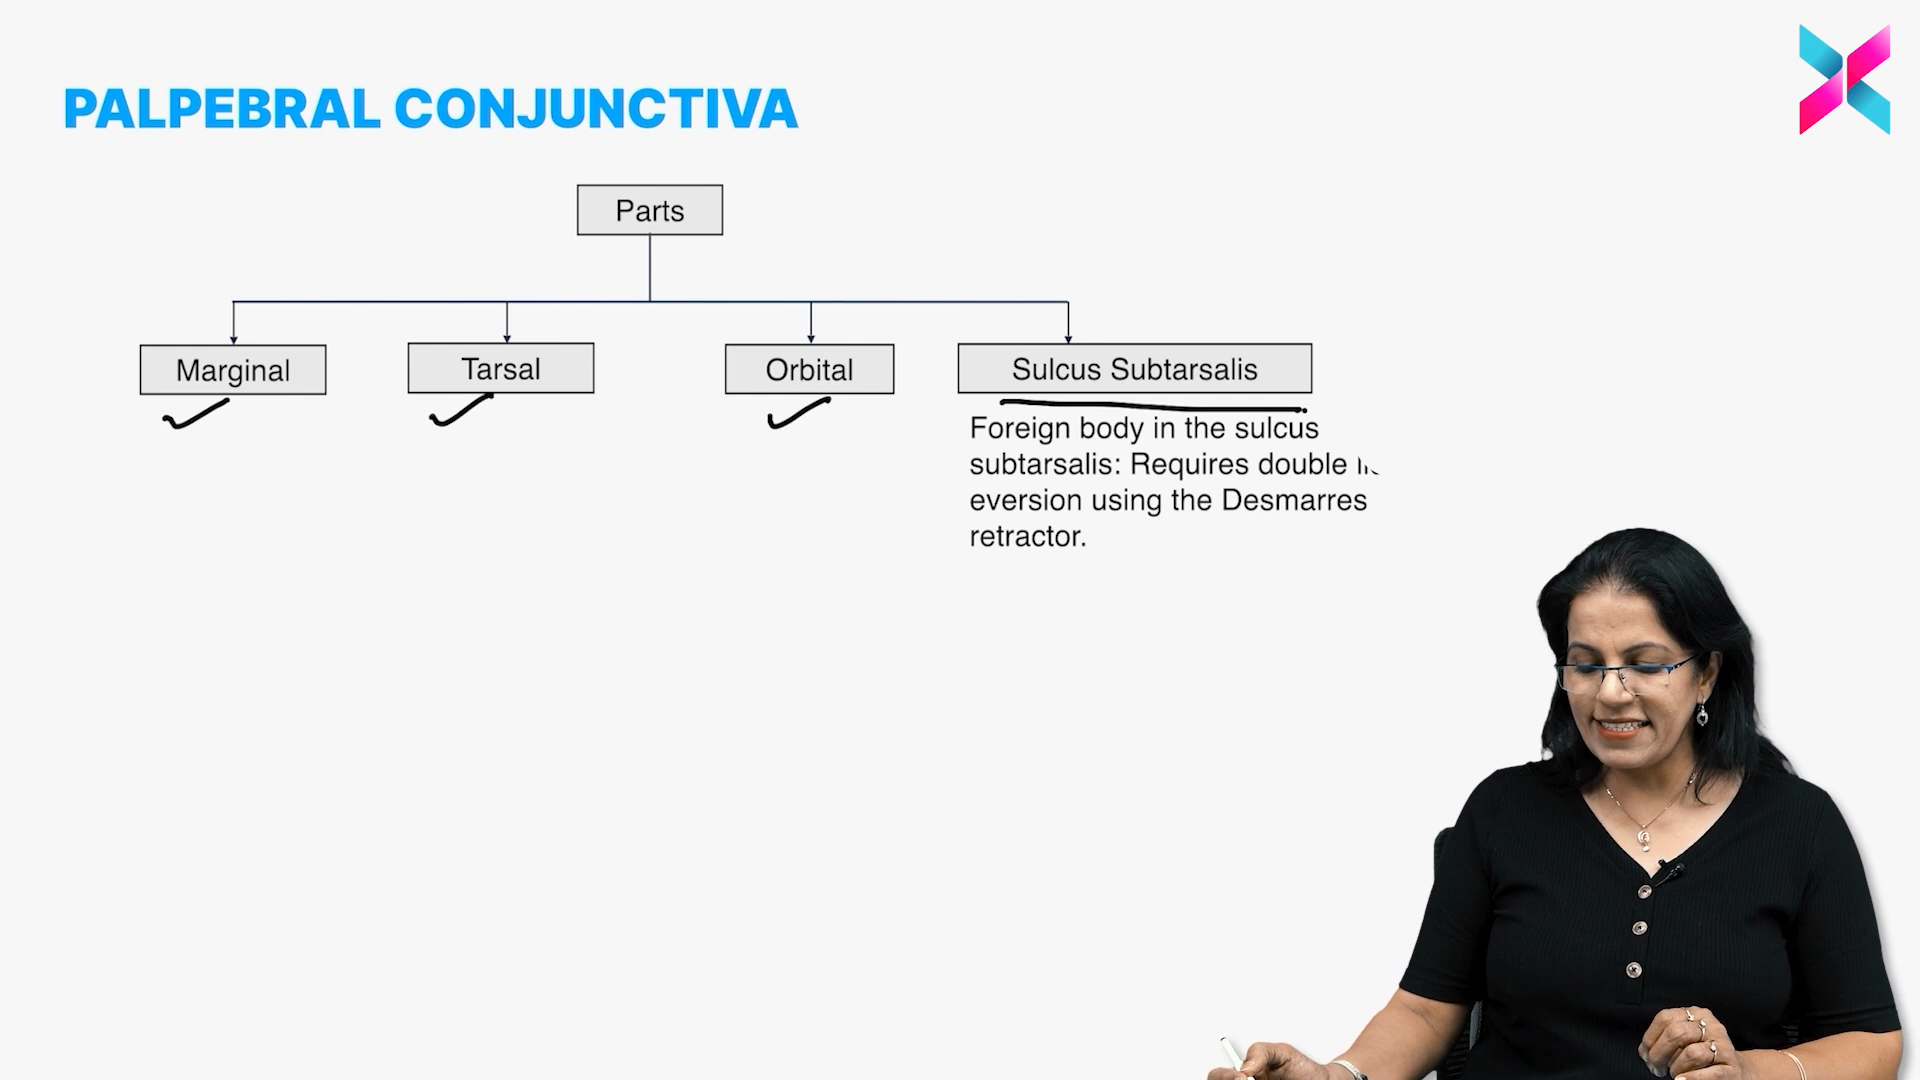 PALPEBRAL CONJUNCTIVA
Parts
Marginal
Tarsal
Orbital
Sulcus Subtarsalis
Foreign body in the sulcus
subtarsalis: Requires double
eversion using the Desmarres
retractor.